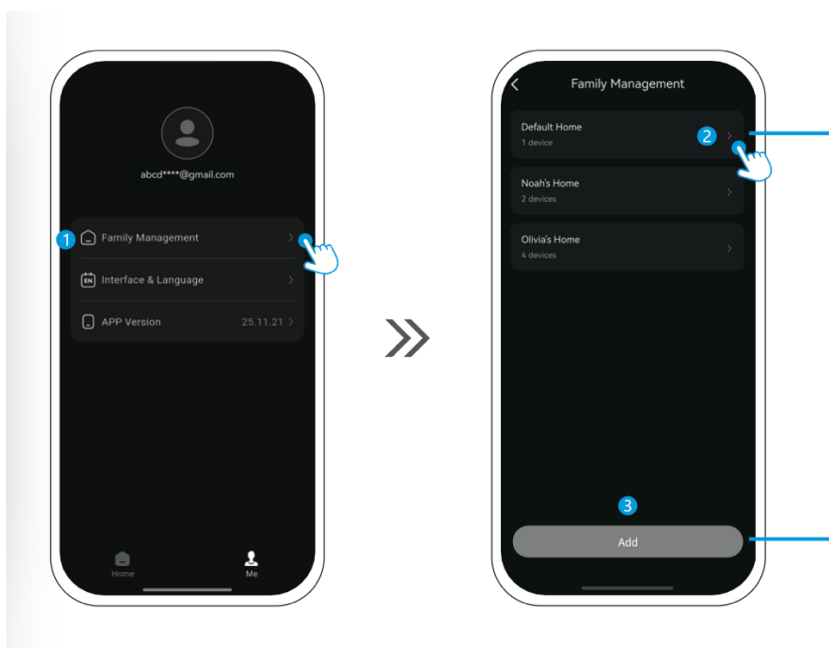 abcd****@gmail.com
1
Family Management
EN
Interface & Language
APP Version 25.11.21
Home
Me
Family Management
Default Home
1 device
2
Noah's Home
2 devices
Olivia's Home
4 devices
3
Add